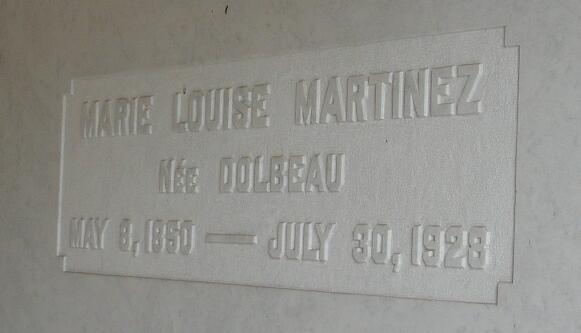 MARIE LOUISE MARTINEZ
NÉE DOLBEAU
MAY 8, 1850 — JULY 30, 1928